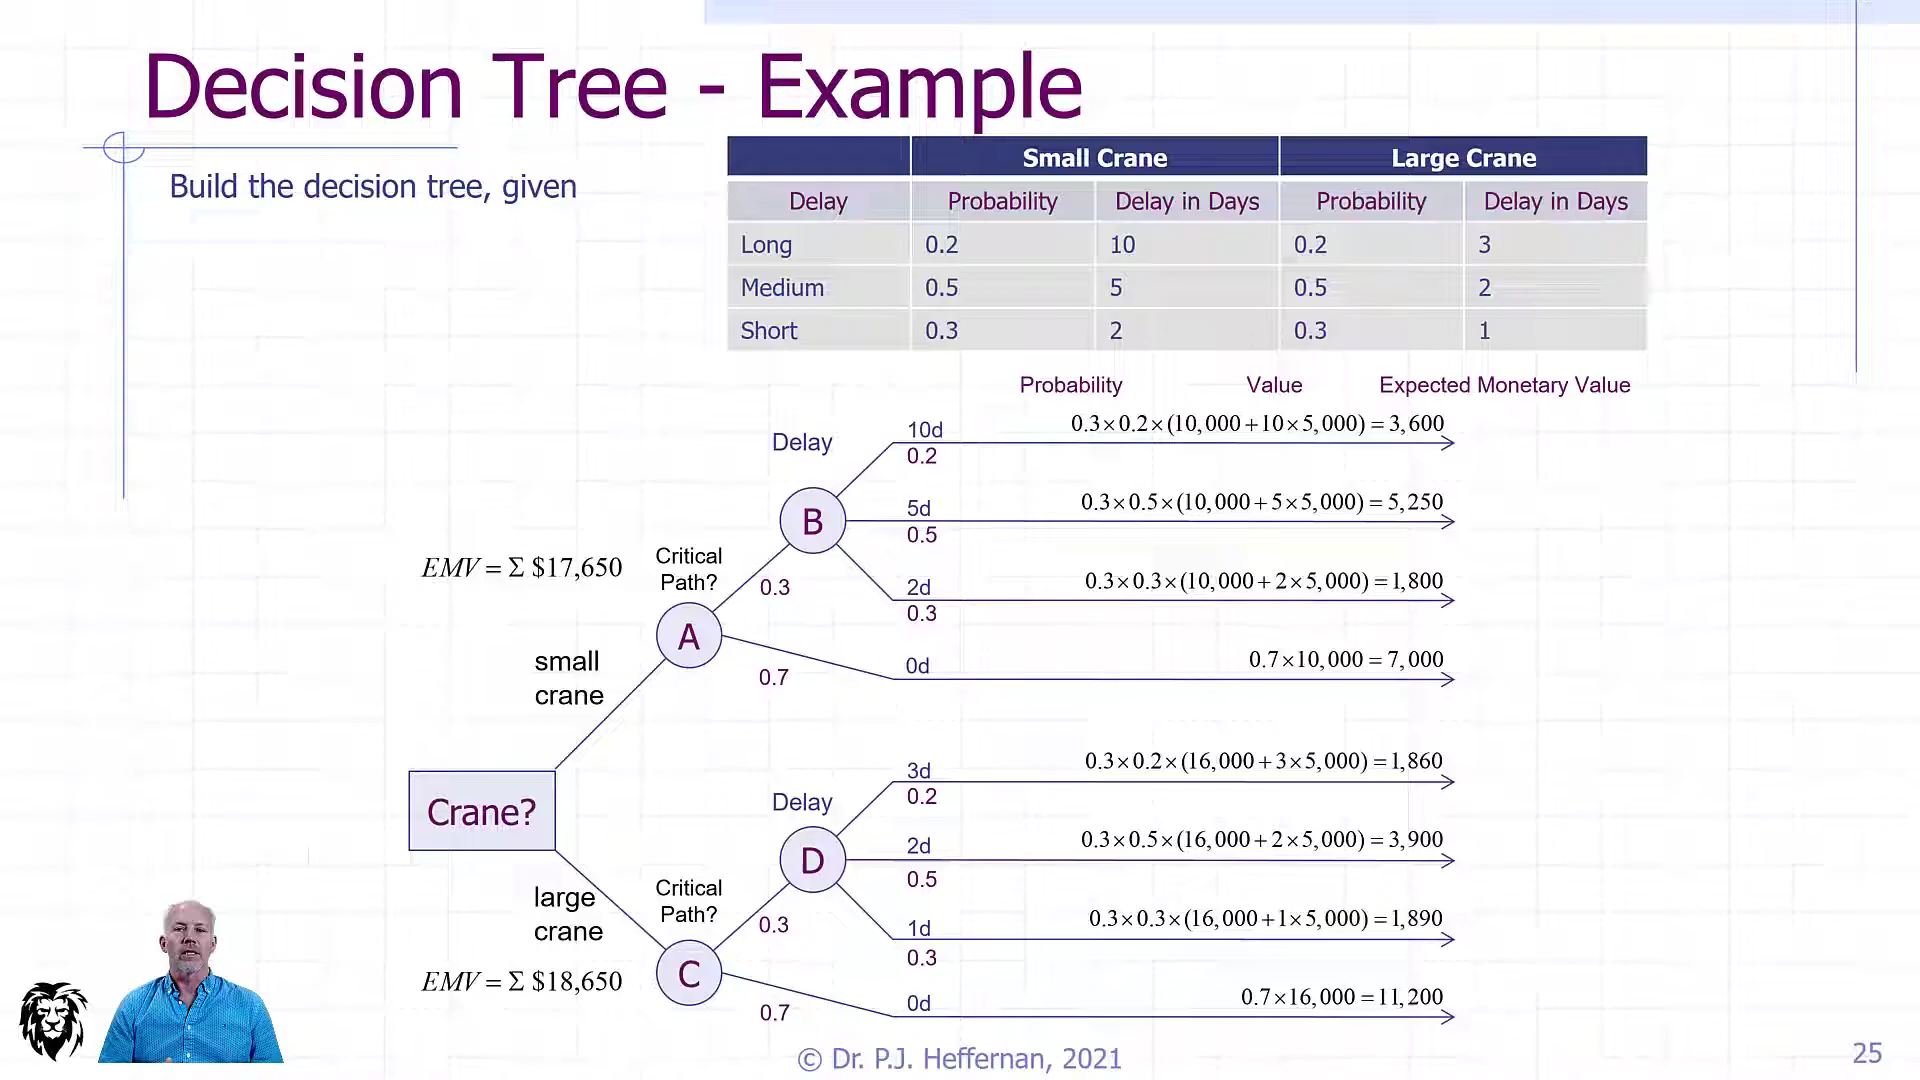 Decision Tree - Example
Build the decision tree, given
Small Crane Large Crane
Delay Probability Delay in Days Probability Delay in Days
Long 0.2 10 0.2 3
Medium 0.5 5 0.5 2
Short 0.3 2 0.3 1
Probability Value Expected Monetary Value
10d 0.3×0.2×(10,000+10×5,000)=3,600
Delay
0.2
5d 0.3×0.5×(10,000+5×5,000)=5,250
B
0.5
Critical
Path?
EMV = Σ $17,650
0.3
2d 0.3×0.3×(10,000+2×5,000)=1,800
0.3
A
small
crane
0d 0.7×10,000=7,000
0.7
Crane?
3d 0.3×0.2×(16,000+3×5,000)=1,860
Delay
0.2
2d 0.3×0.5×(16,000+2×5,000)=3,900
D
0.5
Critical
Path?
large
crane
0.3
1d 0.3×0.3×(16,000+1×5,000)=1,890
0.3
C
EMV = Σ $18,650
0d 0.7×16,000=11,200
0.7
© Dr. P.J. Heffernan, 2021
25